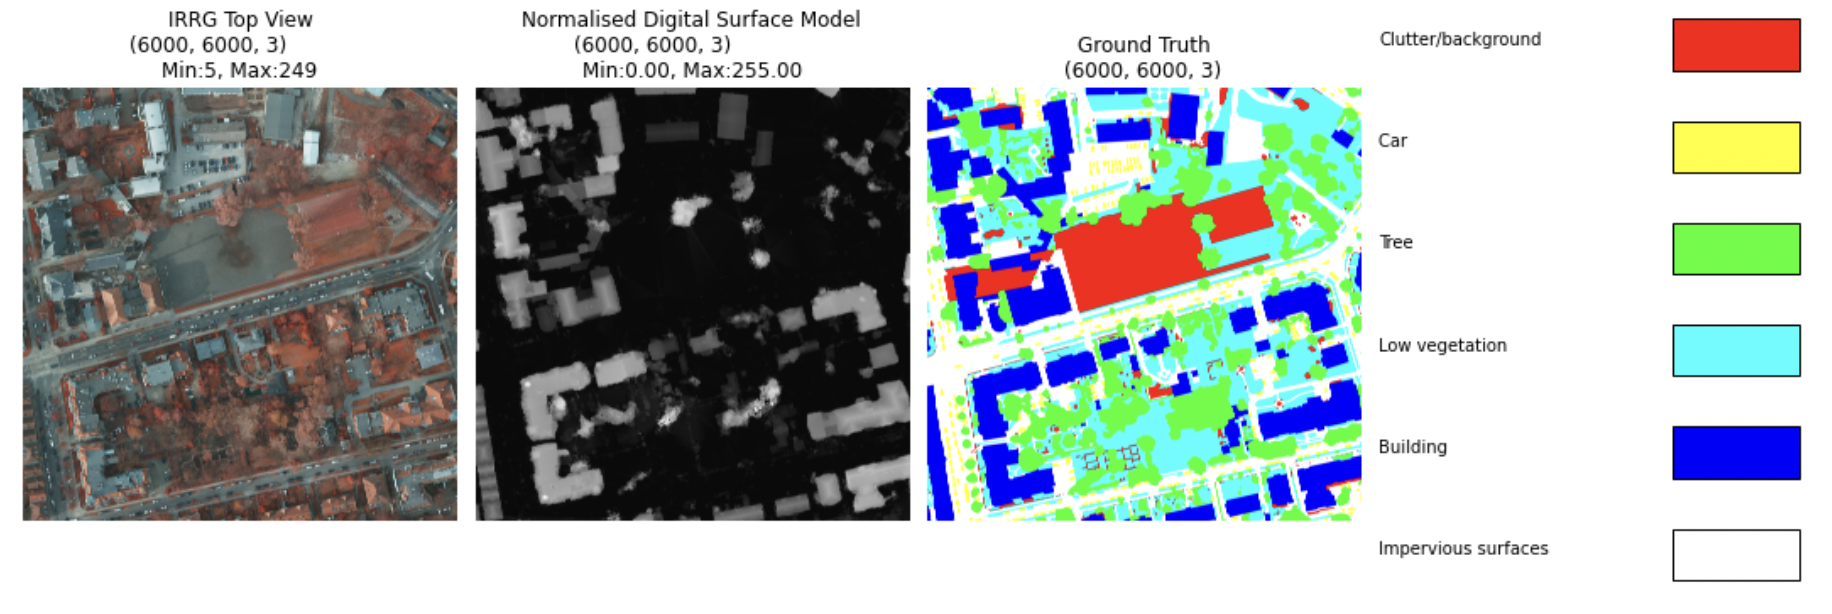 IRRG Top View
(6000, 6000, 3)
Min:5, Max:249
Normalised Digital Surface Model
(6000, 6000, 3)
Min:0.00, Max:255.00
Ground Truth
(6000, 6000, 3)
Clutter/background
Car
Tree
Low vegetation
Building
Impervious surfaces